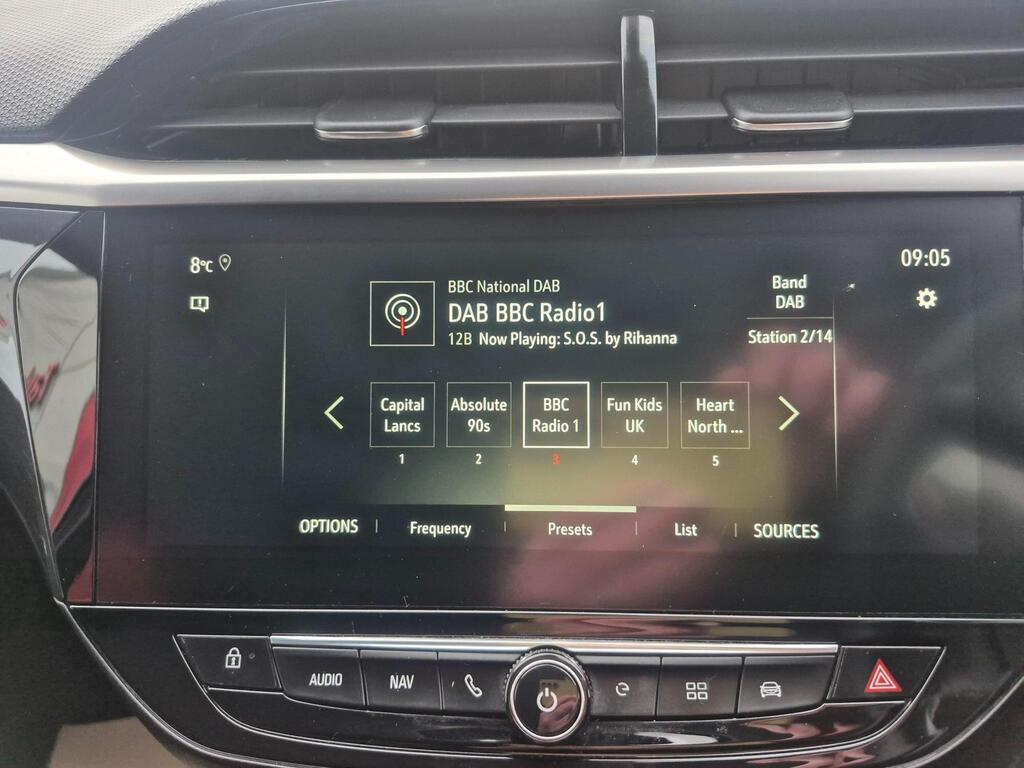 8°C
09:05
BBC National DAB
DAB BBC Radio1
12B Now Playing: S.O.S. by Rihanna
Band
DAB
Station 2/14
Capital
Lancs
1
Absolute
90s
2
BBC
Radio 1
3
Fun Kids
UK
4
Heart
North ...
5
OPTIONS
Frequency
Presets
List
SOURCES
AUDIO
NAV